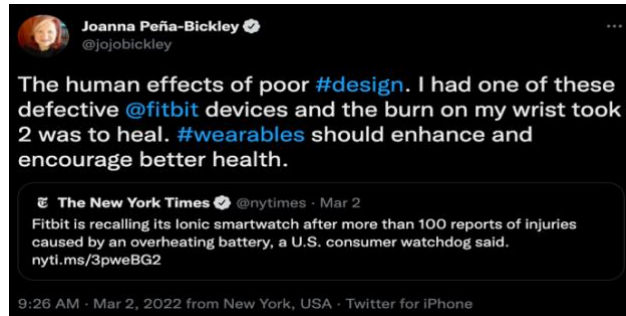 Joanna Peña-Bickley
@jojobickley
The human effects of poor #design. I had one of these
defective @fitbit devices and the burn on my wrist took
2 was to heal. #wearables should enhance and
encourage better health.
The New York Times @nytimes · Mar 2
Fitbit is recalling its Ionic smartwatch after more than 100 reports of injuries
caused by an overheating battery, a U.S. consumer watchdog said.
nyti.ms/3pweBG2
9:26 AM · Mar 2, 2022 from New York, USA · Twitter for iPhone